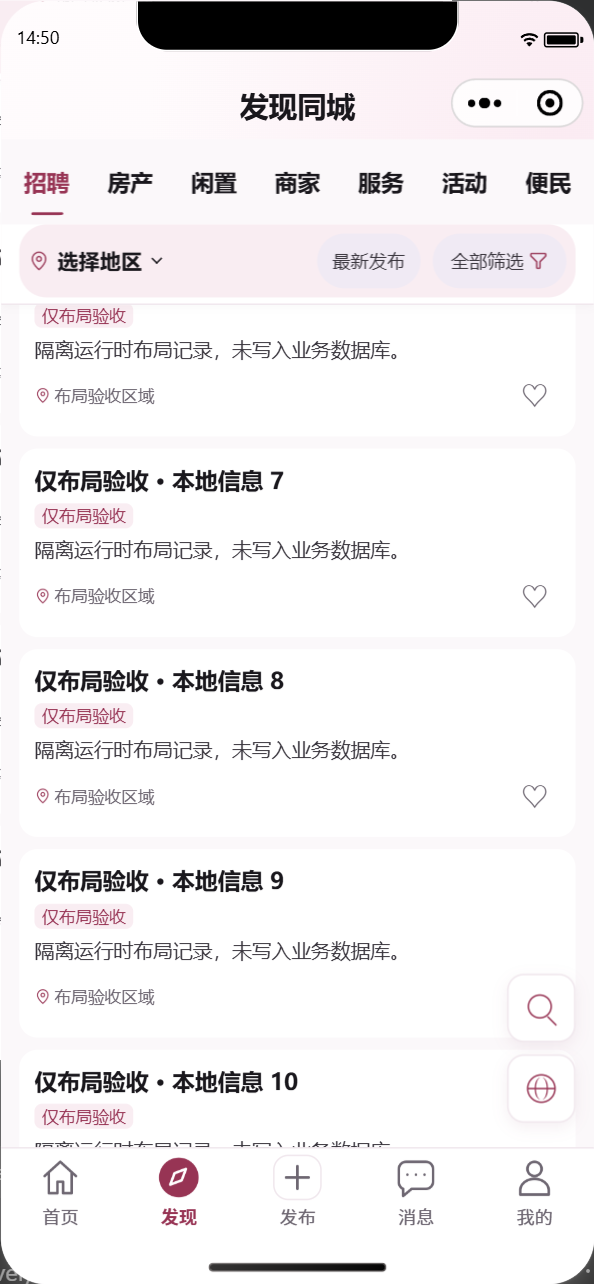 14:50
发现同城
招聘 房产 闲置 商家 服务 活动 便民
选择地区 最新发布 全部筛选
仅布局验收
隔离运行时布局记录，未写入业务数据库。
布局验收区域
仅布局验收·本地信息 7
仅布局验收
隔离运行时布局记录，未写入业务数据库。
布局验收区域
仅布局验收·本地信息 8
仅布局验收
隔离运行时布局记录，未写入业务数据库。
布局验收区域
仅布局验收·本地信息 9
仅布局验收
隔离运行时布局记录，未写入业务数据库。
布局验收区域
仅布局验收·本地信息 10
仅布局验收
首页 发现 发布 消息 我的